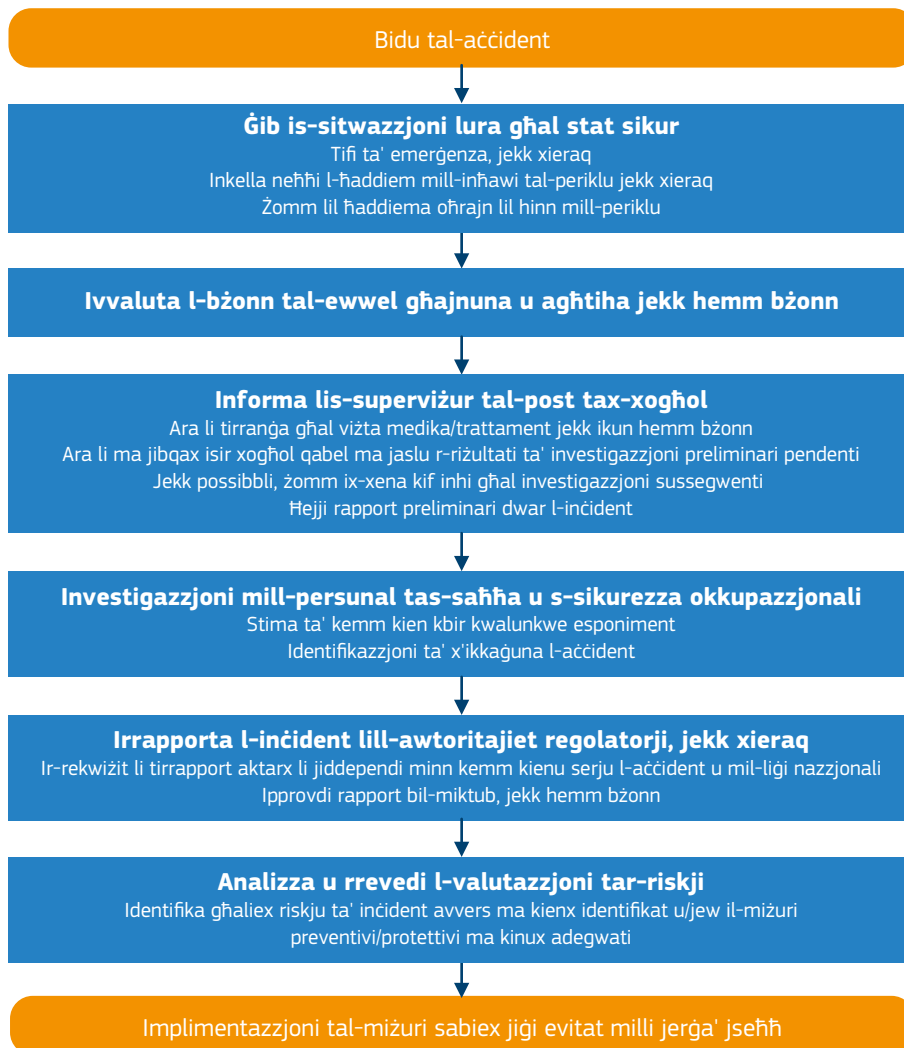 Bidu tal-aċċident
Ġib is-sitwazzjoni lura għal stat sikur
Tifi ta' emerġenza, jekk xieraq
Inkella neħħi l-ħaddiem mill-inħawi tal-periklu jekk xieraq
Żomm lil ħaddiema oħrajn lil hinn mill-periklu
Ivvaluta l-bżonn tal-ewwel għajnuna u agħtiha jekk hemm bżonn
Informa lis-superviżur tal-post tax-xogħol
Ara li tirranġa għal viżta medika/trattament jekk ikun hemm bżonn
Ara li ma jibqax isir xogħol qabel ma jaslu r-riżultati ta' investigazzjoni preliminari pendenti
Jekk possibbli, żomm ix-xena kif inhi għal investigazzjoni sussegwenti
Ħejji rapport preliminari dwar l-inċident
Investigazzjoni mill-persunal tas-saħħa u s-sikurezza okkupazzjonali
Stima ta' kemm kien kbir kwalunkwe esponiment
Identifikazzjoni ta' x'ikkaġuna l-aċċident
Irrapporta l-inċident lill-awtoritajiet regolatorji, jekk xieraq
Ir-rekwiżit li tirrapport aktarx li jiddependi minn kemm kienu serju l-aċċident u mil-liġi nazzjonali
Ipprovdi rapport bil-miktub, jekk hemm bżonn
Analizza u rrevedi l-valutazzjoni tar-riskji
Identifika għaliex riskju ta' inċident avvers ma kienx identifikat u/jew il-miżuri
preventivi/protettivi ma kinux adegwati
Implimentazzjoni tal-miżuri sabiex jiġi evitat milli jerġa' jseħħ